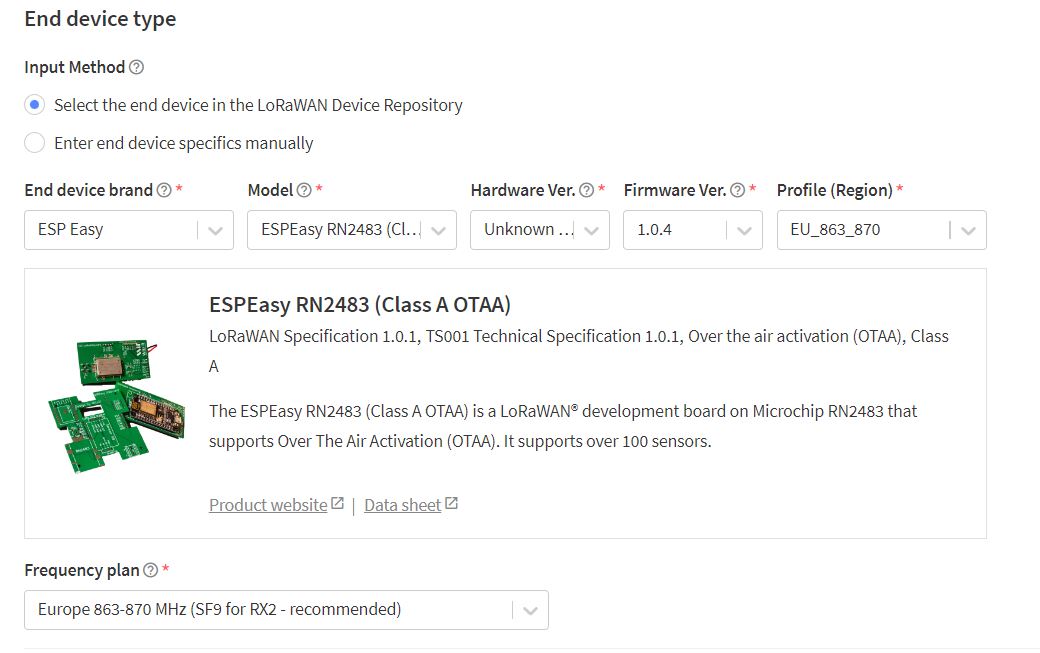 End device type
Input Method
Select the end device in the LoRaWAN Device Repository
Enter end device specifics manually
End device brand * Model * Hardware Ver. * Firmware Ver. * Profile (Region) *
ESP Easy ESPEasy RN2483 (Cl... Unknown ... 1.0.4 EU_863_870
ESPEasy RN2483 (Class A OTAA)
LoRaWAN Specification 1.0.1, TS001 Technical Specification 1.0.1, Over the air activation (OTAA), Class
A
The ESPEasy RN2483 (Class A OTAA) is a LoRaWAN® development board on Microchip RN2483 that
supports Over The Air Activation (OTAA). It supports over 100 sensors.
Product website | Data sheet
Frequency plan *
Europe 863-870 MHz (SF9 for RX2 - recommended)